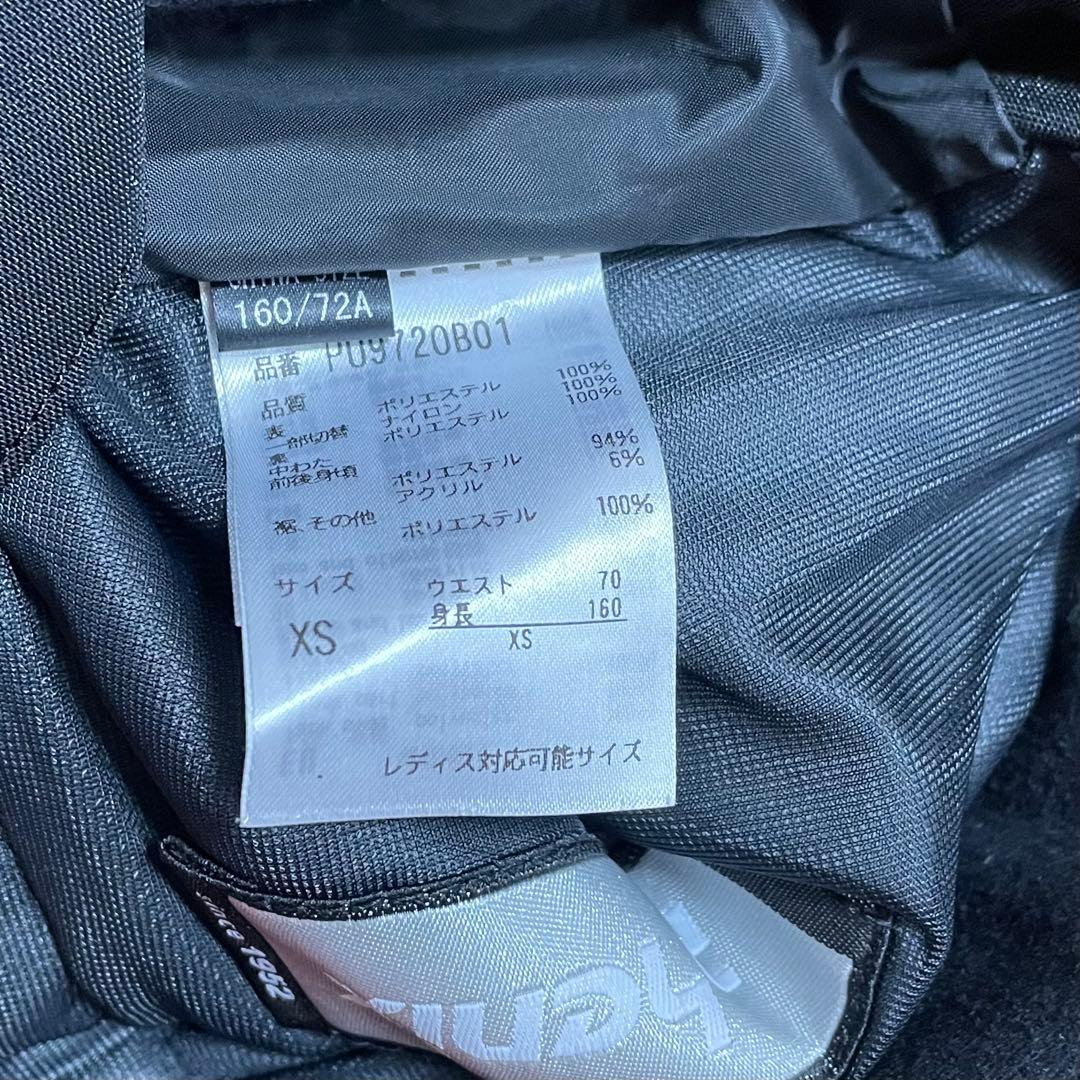 CHINA SIZE
160/72A
品番 P09720B01
品質
表 ポリエステル 100%
一部切替 ナイロン 100%
裏 ポリエステル 100%
中わた
前後身頃 ポリエステル 94%
アクリル 6%
裾、その他 ポリエステル 100%
サイズ ウエスト 70
身長 160
XS XS
レディス対応可能サイズ
since 1952